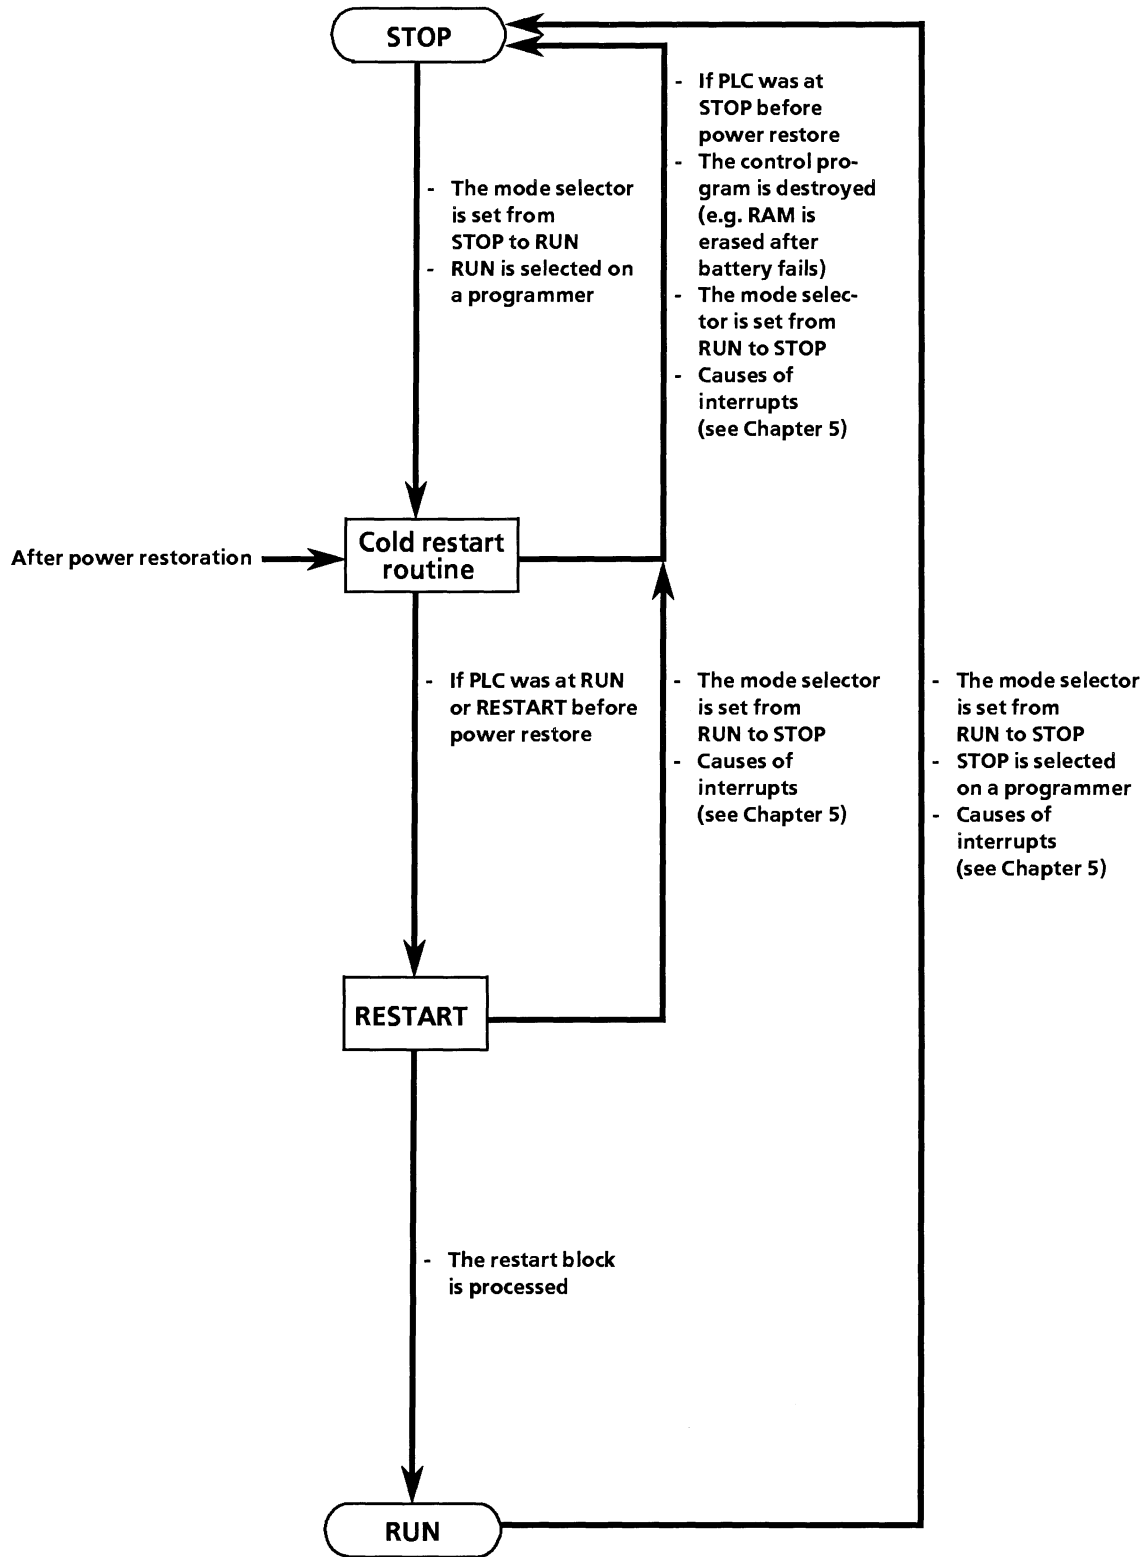 STOP
- If PLC was at
STOP before
power restore
- The control pro-
gram is destroyed
(e.g. RAM is
erased after
battery fails)
- The mode selec-
tor is set from
RUN to STOP
- Causes of
interrupts
(see Chapter 5)
- The mode selector
is set from
STOP to RUN
- RUN is selected on
a programmer
After power restoration
Cold restart
routine
- If PLC was at RUN
or RESTART before
power restore
- The mode selector
is set from
RUN to STOP
- Causes of
interrupts
(see Chapter 5)
- The mode selector
is set from
RUN to STOP
- STOP is selected
on a programmer
- Causes of
interrupts
(see Chapter 5)
RESTART
- The restart block
is processed
RUN